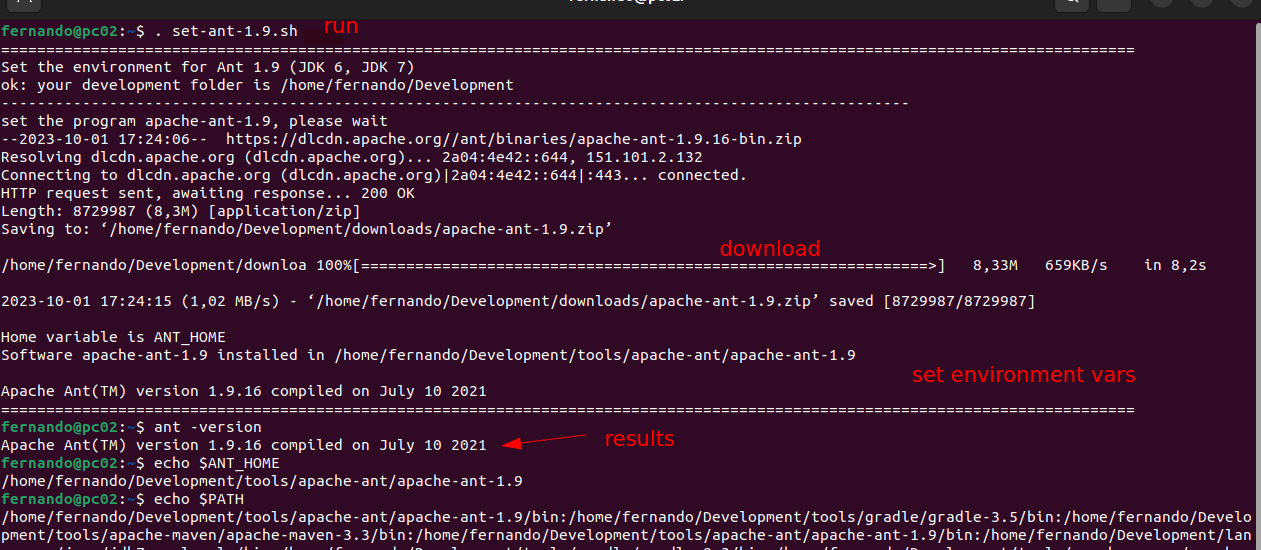 fernando@pc02:~$ . set-ant-1.9.sh run
==============================================================================================================================
Set the environment for Ant 1.9 (JDK 6, JDK 7)
ok: your development folder is /home/fernando/Development
-----------------------------------------------------------------------------------------------------
set the program apache-ant-1.9, please wait
--2023-10-01 17:24:06--  https://dlcdn.apache.org//ant/binaries/apache-ant-1.9.16-bin.zip
Resolving dlcdn.apache.org (dlcdn.apache.org)... 2a04:4e42::644, 151.101.2.132
Connecting to dlcdn.apache.org (dlcdn.apache.org)|2a04:4e42::644|:443... connected.
HTTP request sent, awaiting response... 200 OK
Length: 8729987 (8,3M) [application/zip]
Saving to: ‘/home/fernando/Development/downloads/apache-ant-1.9.zip’
download
/home/fernando/Development/downloa 100%[===============================================================>]   8,33M   659KB/s    in 8,2s
2023-10-01 17:24:15 (1,02 MB/s) - ‘/home/fernando/Development/downloads/apache-ant-1.9.zip’ saved [8729987/8729987]
Home variable is ANT_HOME
Software apache-ant-1.9 installed in /home/fernando/Development/tools/apache-ant/apache-ant-1.9
set environment vars
Apache Ant(TM) version 1.9.16 compiled on July 10 2021
==============================================================================================================================
fernando@pc02:~$ ant -version
Apache Ant(TM) version 1.9.16 compiled on July 10 2021 results
fernando@pc02:~$ echo $ANT_HOME
/home/fernando/Development/tools/apache-ant/apache-ant-1.9
fernando@pc02:~$ echo $PATH
/home/fernando/Development/tools/apache-ant/apache-ant-1.9/bin:/home/fernando/Development/tools/gradle/gradle-3.5/bin:/home/fernando/Develo
pment/tools/apache-maven/apache-maven-3.3/bin:/home/fernando/Development/tools/apache-ant/apache-ant/bin:/home/fernando/Development/lan